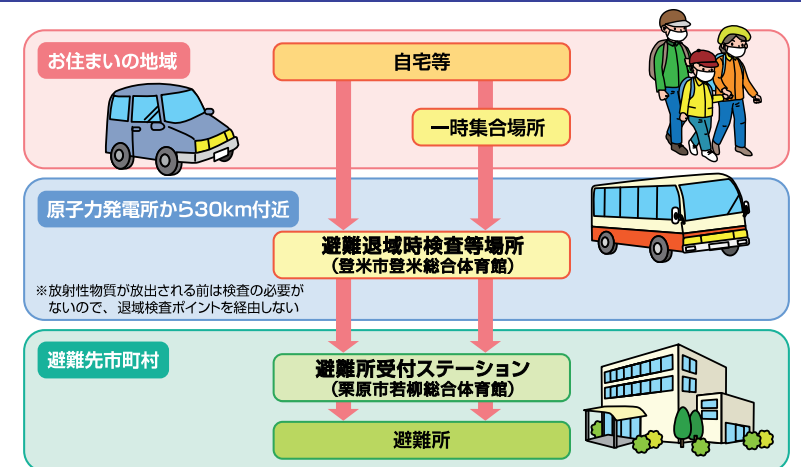 お住まいの地域
自宅等
一時集合場所
原子力発電所から30km付近
避難退域時検査等場所
(登米市登米総合体育館)
※放射性物質が放出される前は検査の必要が
ないので、退域検査ポイントを経由しない
避難先市町村
避難所受付ステーション
(栗原市若柳総合体育館)
避難所